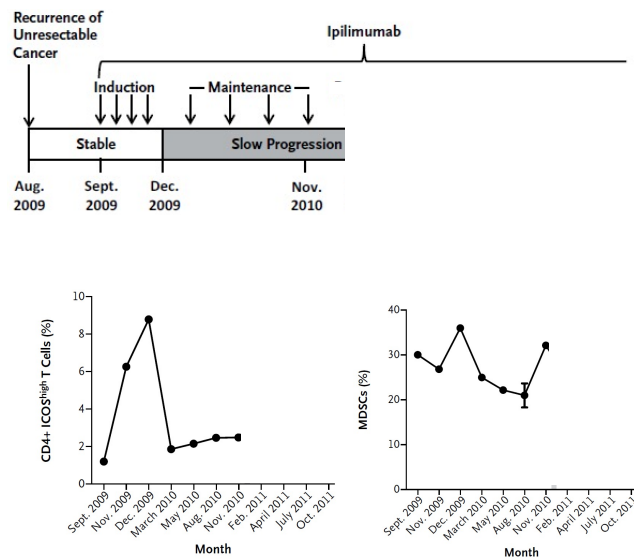 Recurrence of
Unresectable
Cancer
Ipilimumab
Induction
Maintenance
Stable
Slow Progression
Aug.
2009
Sept.
2009
Dec.
2009
Nov.
2010
CD4+ ICOShigh T Cells (%)
10
8
6
4
2
0
Sept. 2009
Nov. 2009
Dec. 2009
March 2010
May 2010
Aug. 2010
Nov. 2010
Feb. 2011
April 2011
July 2011
Oct. 2011
Month
MDSCs (%)
40
30
20
10
0
Sept. 2009
Nov. 2009
Dec. 2009
March 2010
May 2010
Aug. 2010
Nov. 2010
Feb. 2011
April 2011
July 2011
Oct. 2011
Month